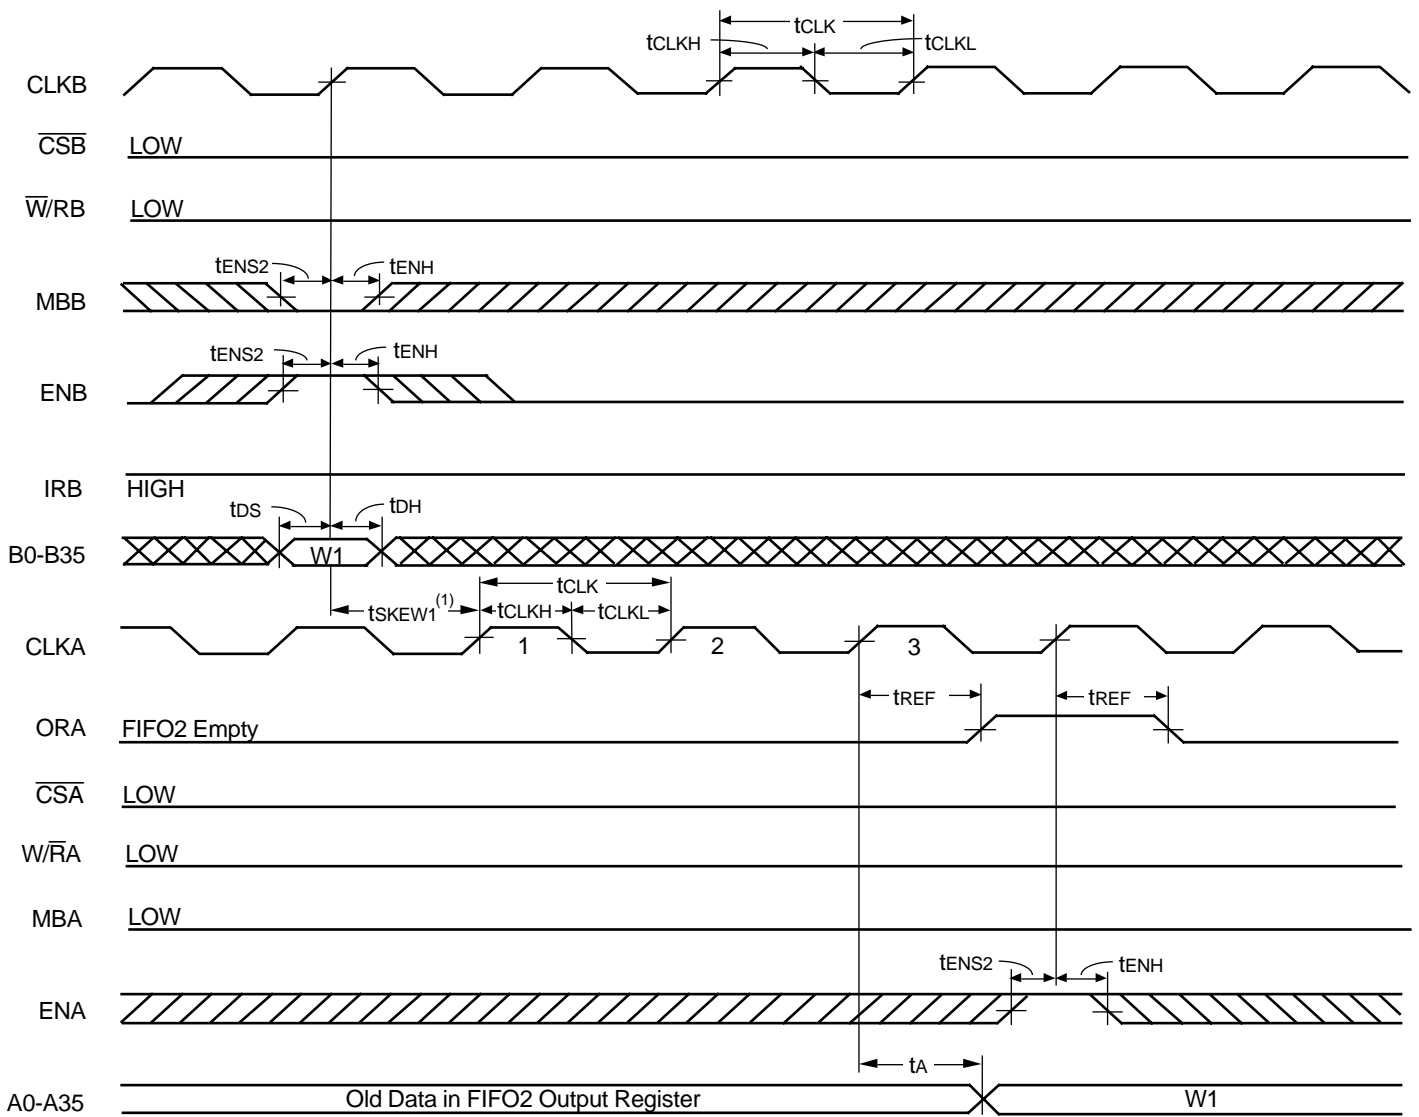 tCLK
tCLKH
tCLKL
CLKB
CSB
LOW
W/RB
LOW
tENS2
tENH
MBB
tENS2
tENH
ENB
IRB
HIGH
tDS
tDH
B0-B35
W1
tCLK
tSKEW1(1)
tCLKH
tCLKL
CLKA
1
2
3
tREF
tREF
ORA
FIFO2 Empty
CSA
LOW
W/RA
LOW
MBA
LOW
tENS2
tENH
ENA
tA
A0-A35
Old Data in FIFO2 Output Register
W1